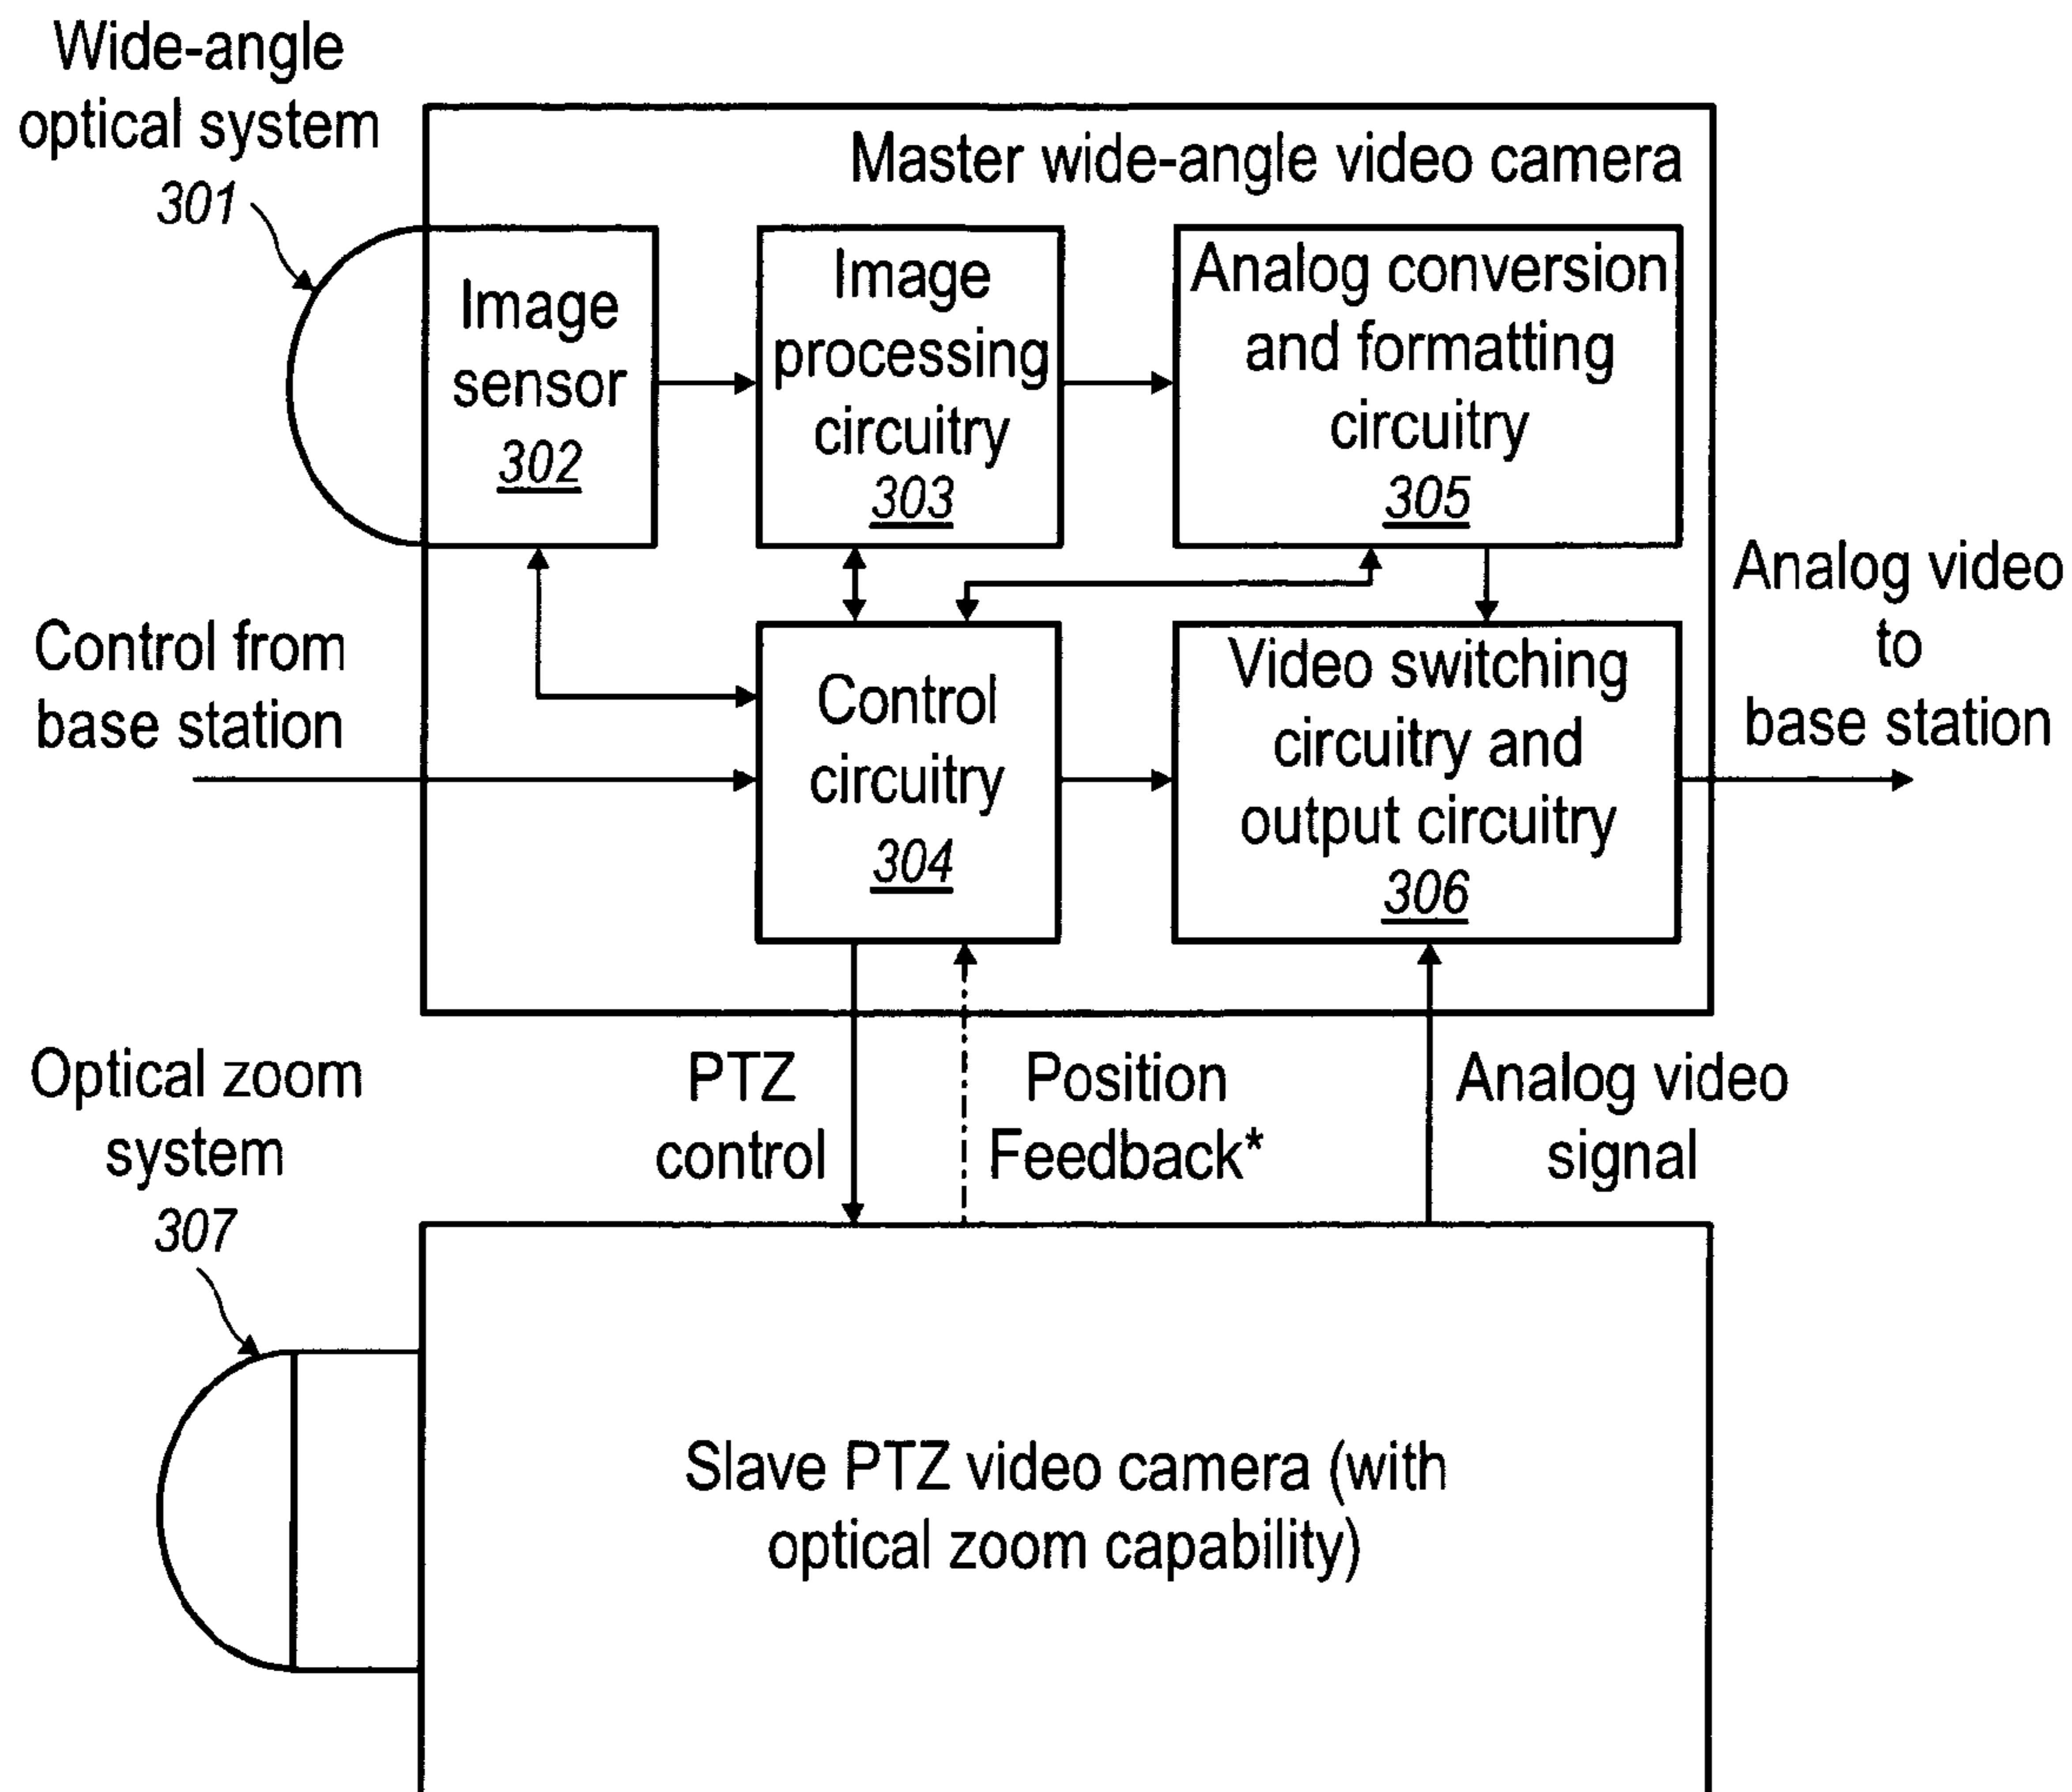 Wide-angle
optical system
301
Master wide-angle video camera
Image
sensor
302
Image
processing
circuitry
303
Analog conversion
and formatting
circuitry
305
Control from
base station
Control
circuitry
304
Video switching
circuitry and
output circuitry
306
Analog video
to
base station
Optical zoom
system
307
PTZ
control
Position
Feedback*
Analog video
signal
Slave PTZ video camera (with
optical zoom capability)